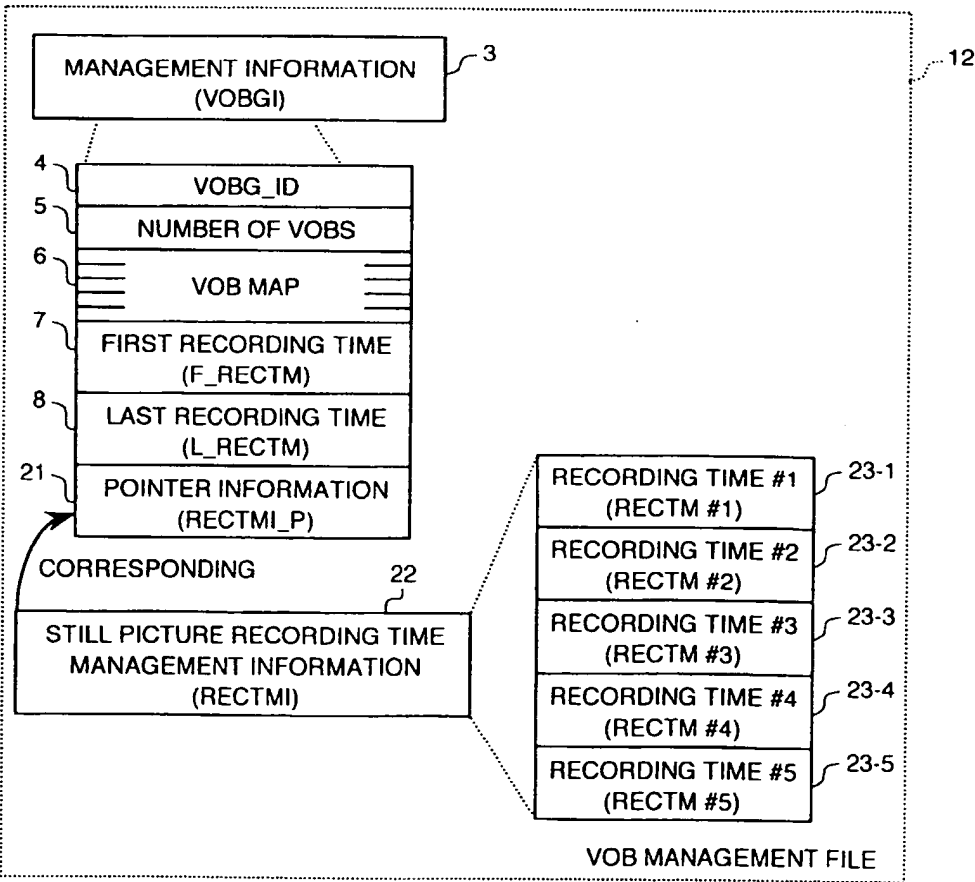 MANAGEMENT INFORMATION
(VOBGI)
3
12
4
VOBG_ID
5
NUMBER OF VOBS
6
VOB MAP
7
FIRST RECORDING TIME
(F_RECTM)
8
LAST RECORDING TIME
(L_RECTM)
21
POINTER INFORMATION
(RECTMI_P)
CORRESPONDING
22
STILL PICTURE RECORDING TIME
MANAGEMENT INFORMATION
(RECTMI)
RECORDING TIME #1
(RECTM #1)
23-1
RECORDING TIME #2
(RECTM #2)
23-2
RECORDING TIME #3
(RECTM #3)
23-3
RECORDING TIME #4
(RECTM #4)
23-4
RECORDING TIME #5
(RECTM #5)
23-5
VOB MANAGEMENT FILE